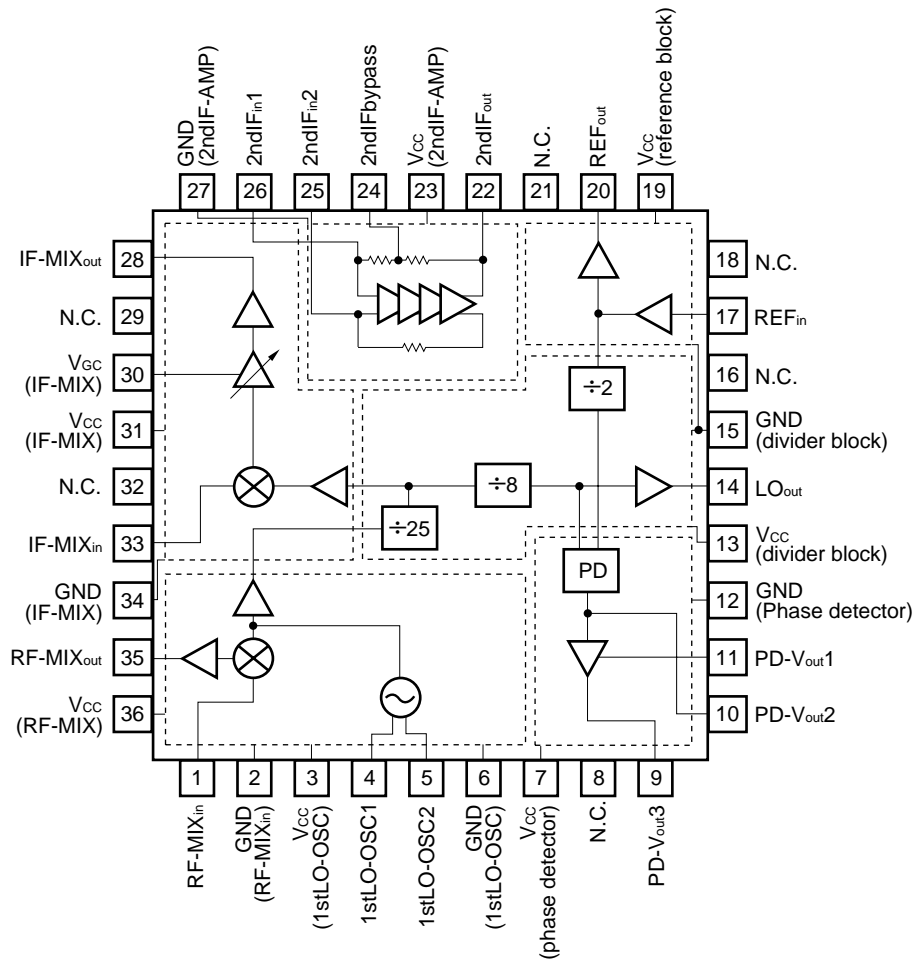 GND
(2ndIF-AMP)
2ndIFin1
2ndIFin2
2ndIFbypass
VCC
(2ndIF-AMP)
2ndIFout
N.C.
REFout
VCC
(reference block)
27
26
25
24
23
22
21
20
19
IF-MIXout
28
N.C.
29
VGC
(IF-MIX)
30
VCC
(IF-MIX)
31
N.C.
32
IF-MIXin
33
GND
(IF-MIX)
34
RF-MIXout
35
VCC
(RF-MIX)
36
÷2
÷8
÷25
PD
18
N.C.
17
REFin
16
N.C.
15
GND
(divider block)
14
LOout
13
VCC
(divider block)
12
GND
(Phase detector)
11
PD-Vout1
10
PD-Vout2
1
2
3
4
5
6
7
8
9
RF-MIXin
GND
(RF-MIXin)
VCC
(1stLO-OSC)
1stLO-OSC1
1stLO-OSC2
GND
(1stLO-OSC)
VCC
(phase detector)
N.C.
PD-Vout3